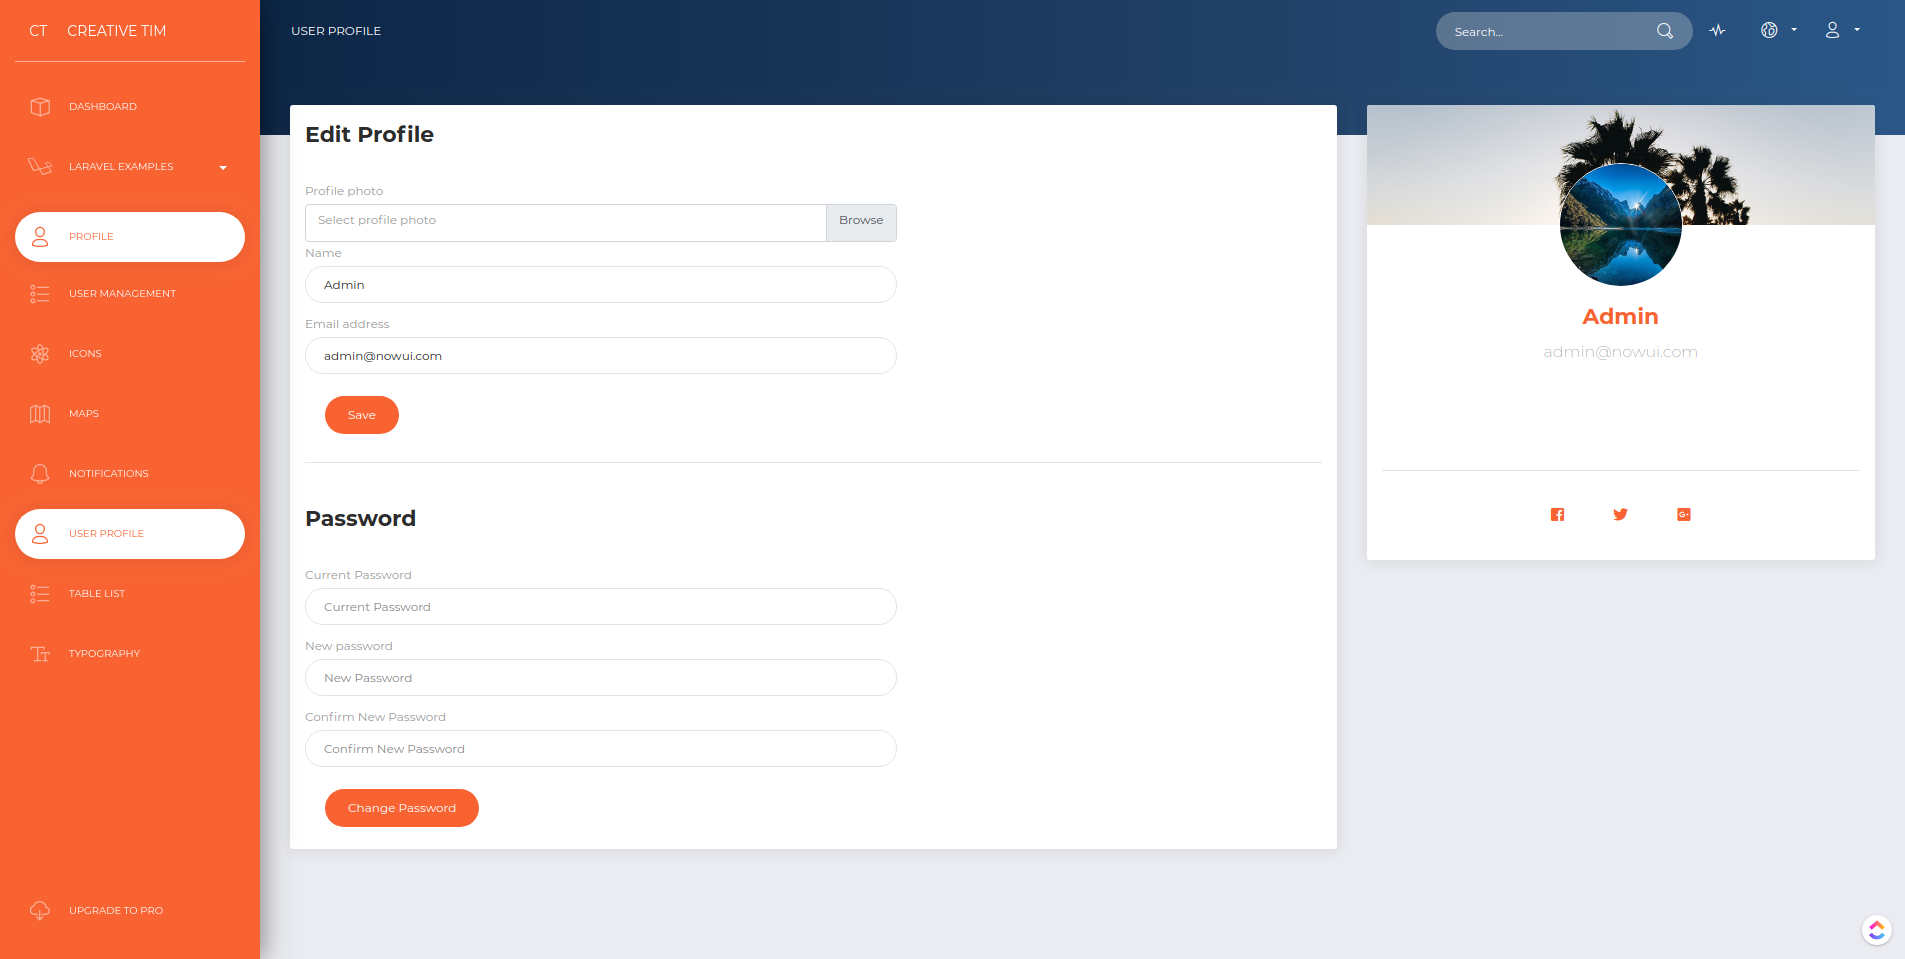 CT CREATIVE TIM
DASHBOARD
LARAVEL EXAMPLES
PROFILE
USER MANAGEMENT
ICONS
MAPS
NOTIFICATIONS
USER PROFILE
TABLE LIST
TYPOGRAPHY
UPGRADE TO PRO
USER PROFILE
Search...
Edit Profile
Profile photo
Select profile photo Browse
Name
Admin
Email address
admin@nowui.com
Save
Password
Current Password
Current Password
New password
New Password
Confirm New Password
Confirm New Password
Change Password
Admin
admin@nowui.com